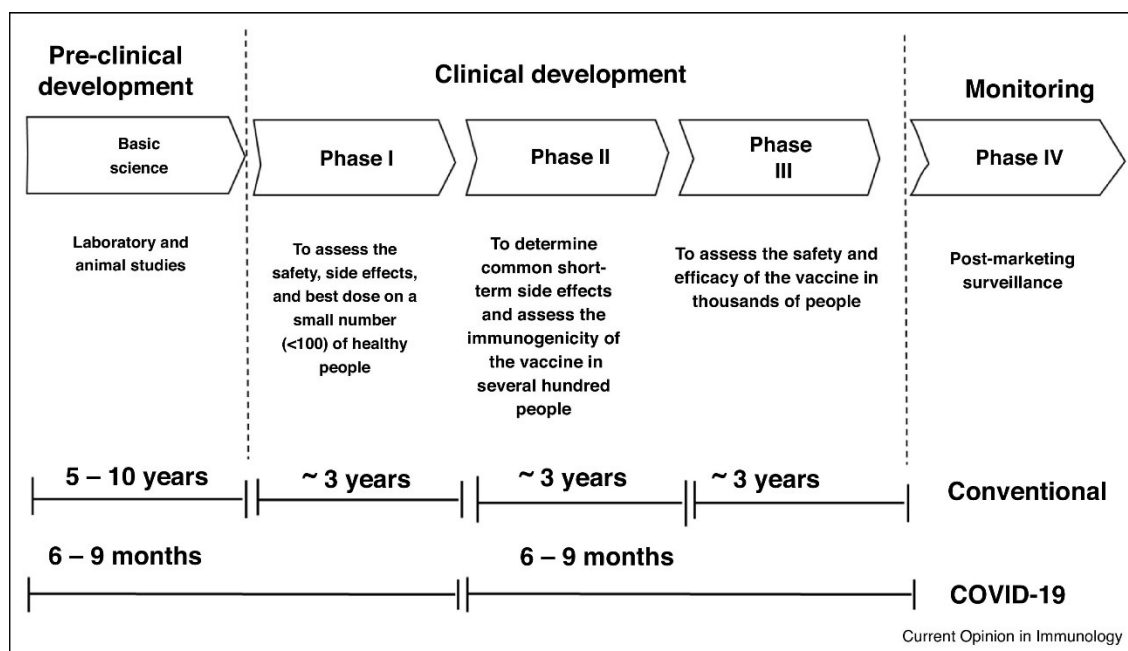 Pre-clinical
development
Clinical development
Monitoring
Basic
science
Phase I
Phase II
Phase
III
Phase IV
Laboratory and
animal studies
To assess the
safety, side effects,
and best dose on a
small number
(<100) of healthy
people
To determine
common short-
term side effects
and assess the
immunogenicity of
the vaccine in
several hundred
people
To assess the safety and
efficacy of the vaccine in
thousands of people
Post-marketing
surveillance
5 – 10 years
~ 3 years
~ 3 years
~ 3 years
Conventional
6 – 9 months
6 – 9 months
COVID-19
Current Opinion in Immunology